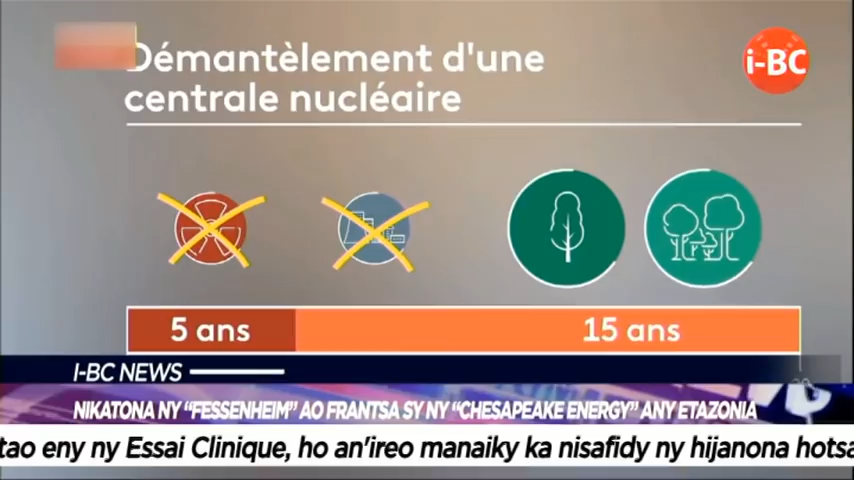 Démantèlement d'une
centrale nucléaire
i-BC
5 ans
15 ans
I-BC NEWS
NIKATONA NY "FESSENHEIM" AO FRANTSA SY NY "CHESAPEAKE ENERGY" ANY ETAZONIA
tao eny ny Essai Clinique, ho an'ireo manaiky ka nisafidy ny hijanona hotsa